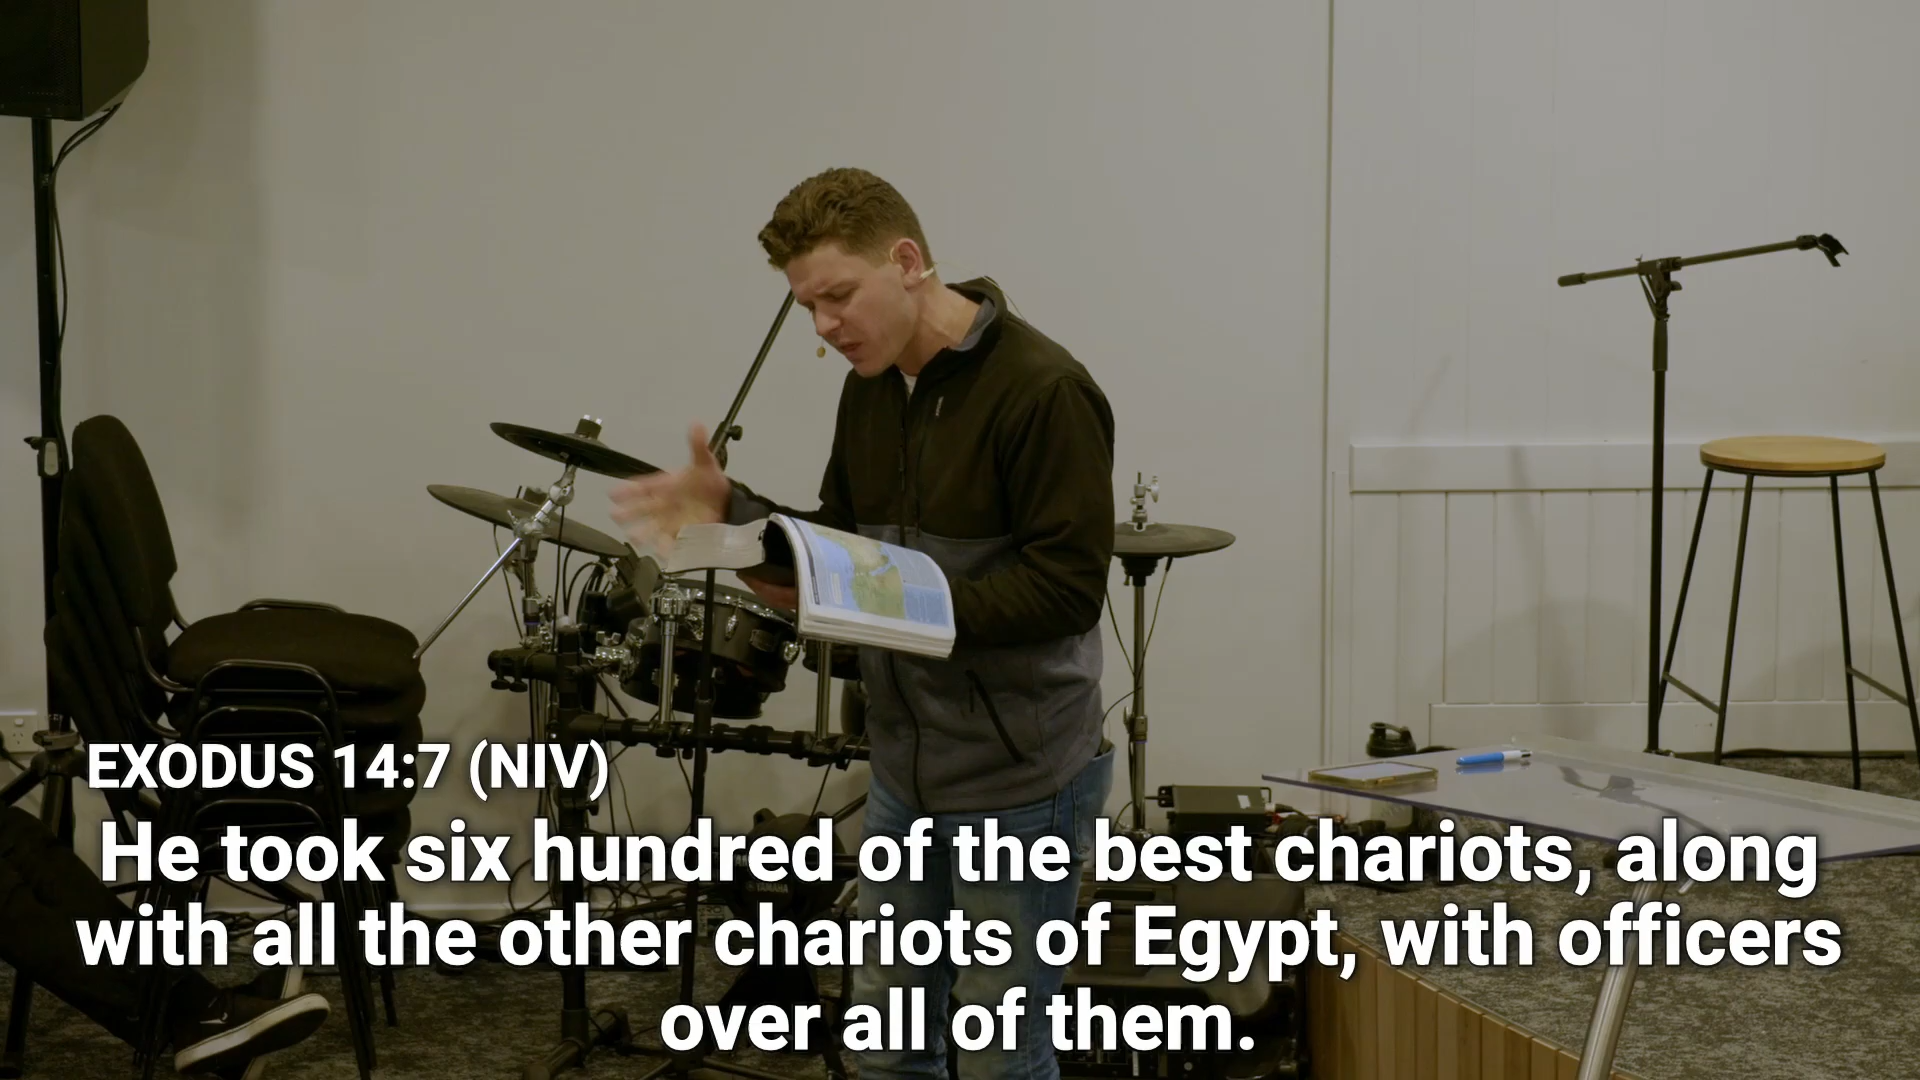 EXODUS 14:7 (NIV)
He took six hundred of the best chariots, along
with all the other chariots of Egypt, with officers
over all of them.
YAMAHA